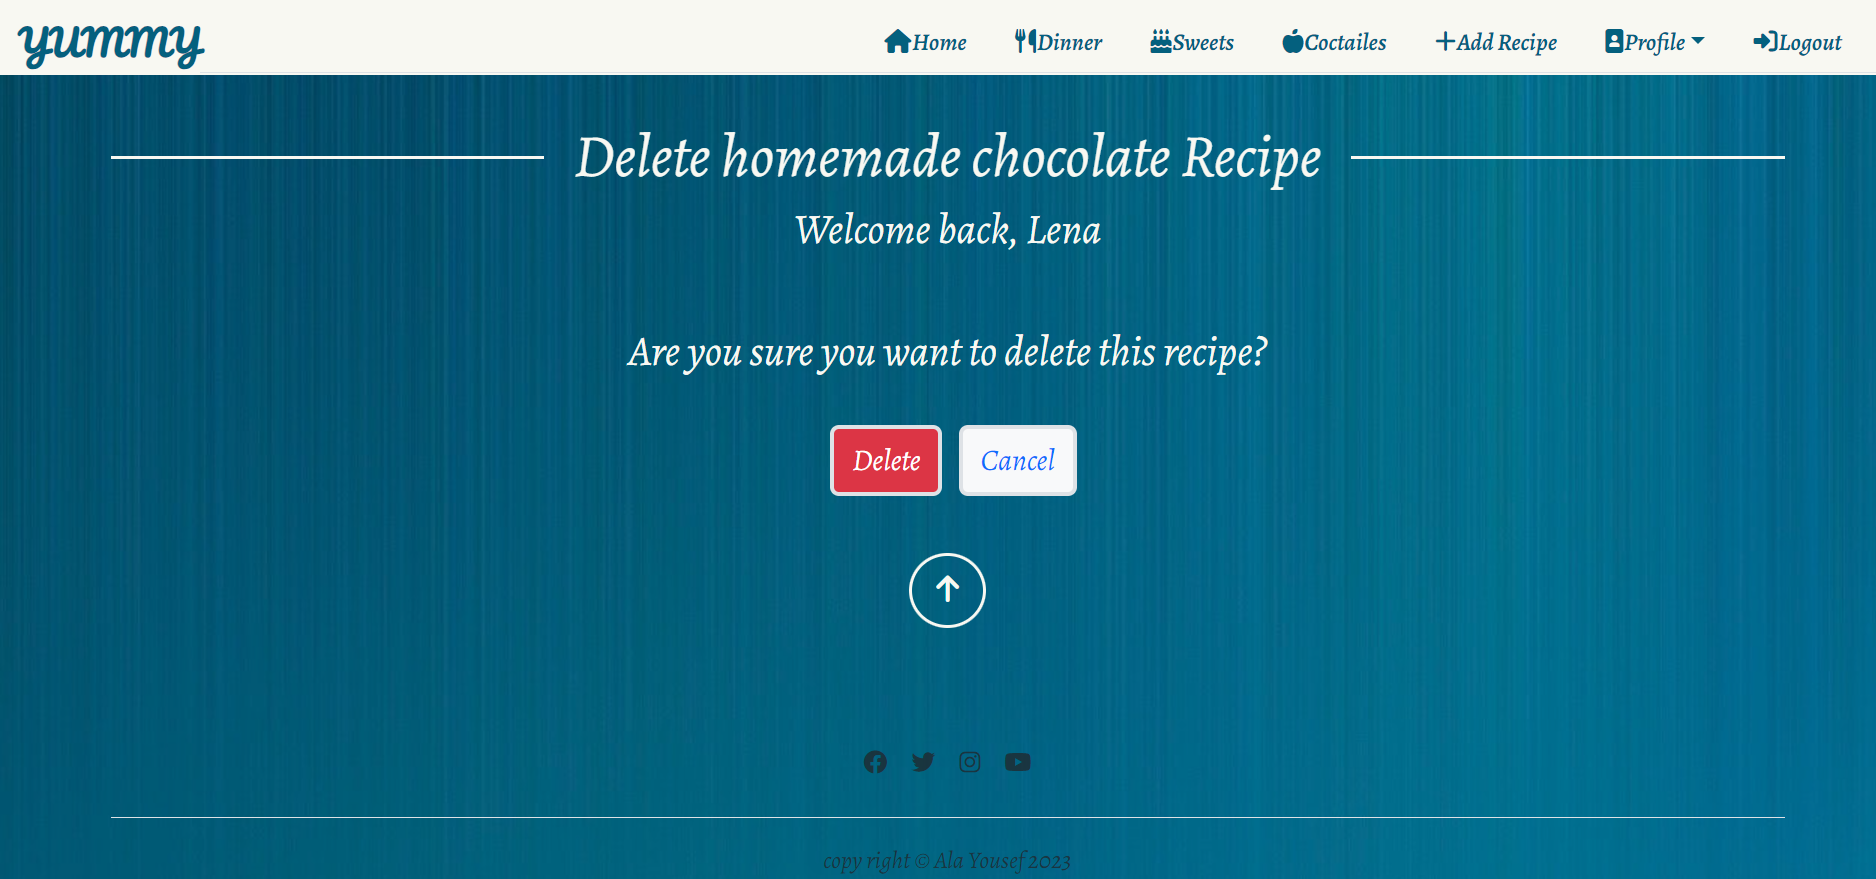 yummy
Home Dinner Sweets Coctailes Add Recipe Profile Logout
Delete homemade chocolate Recipe
Welcome back, Lena
Are you sure you want to delete this recipe?
Delete Cancel
copy right © Ala Yousef 2023